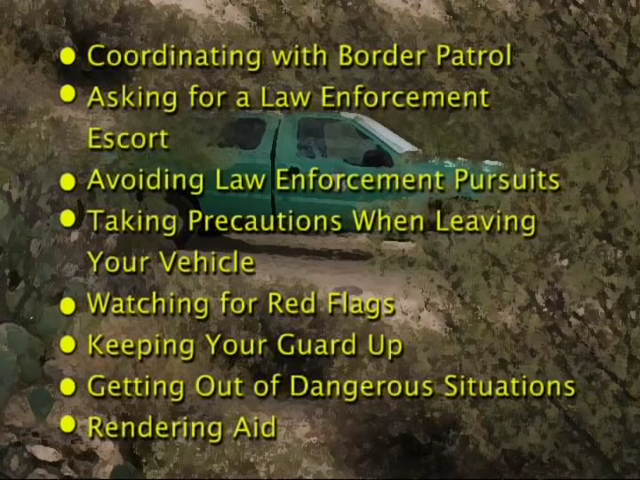 • Coordinating with Border Patrol
• Asking for a Law Enforcement
Escort
• Avoiding Law Enforcement Pursuits
• Taking Precautions When Leaving
Your Vehicle
• Watching for Red Flags
• Keeping Your Guard Up
• Getting Out of Dangerous Situations
• Rendering Aid